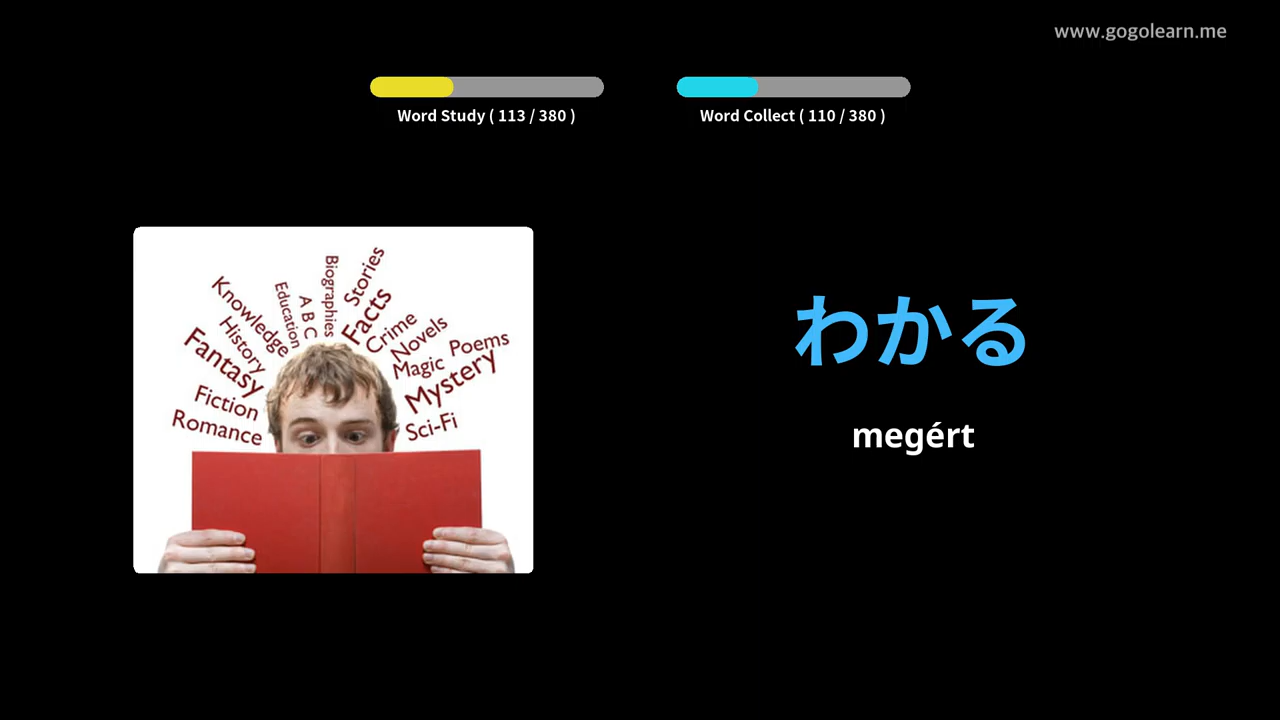 www.gogolearn.me
Word Study ( 113 / 380 )
Word Collect ( 110 / 380 )
Biographies
Stories
Education
A B C
Facts
Knowledge
History
Crime
Novels
Fantasy
Magic
Poems
Mystery
Fiction
Romance
Sci-Fi
わかる
megért